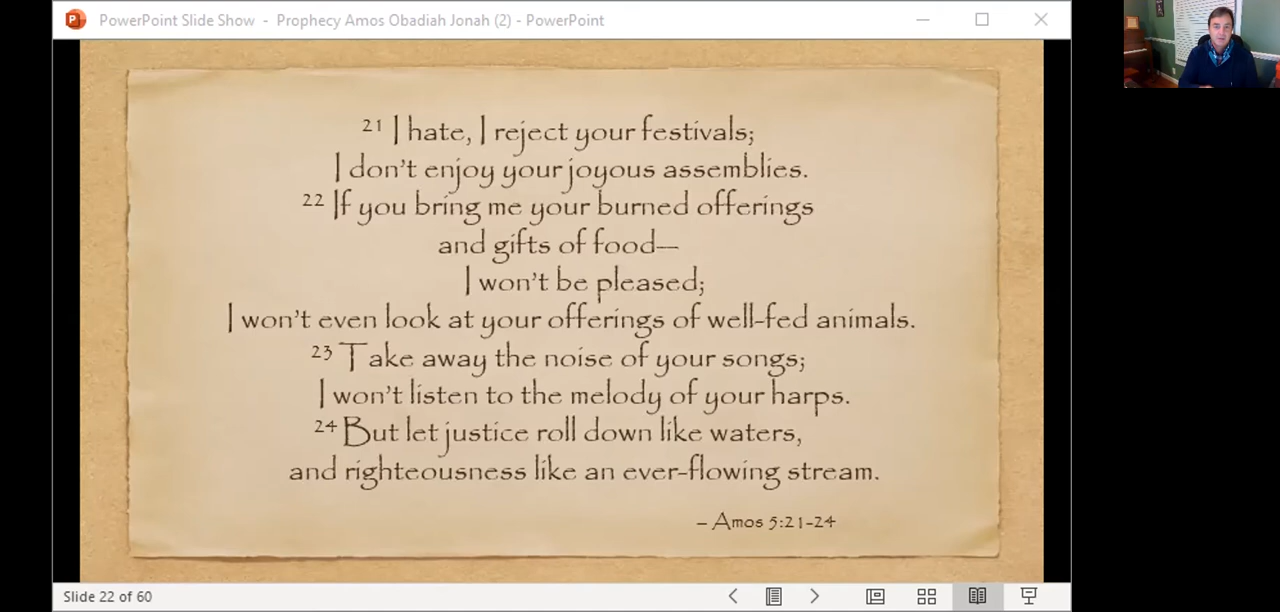 PowerPoint Slide Show - Prophecy Amos Obadiah Jonah (2) - PowerPoint
21 I hate, I reject your festivals;
I don't enjoy your joyous assemblies.
22 If you bring me your burned offerings
and gifts of food—
I won't be pleased;
I won't even look at your offerings of well-fed animals.
23 Take away the noise of your songs;
I won't listen to the melody of your harps.
24 But let justice roll down like waters,
and righteousness like an ever-flowing stream.
– Amos 5:21-24
Slide 22 of 60